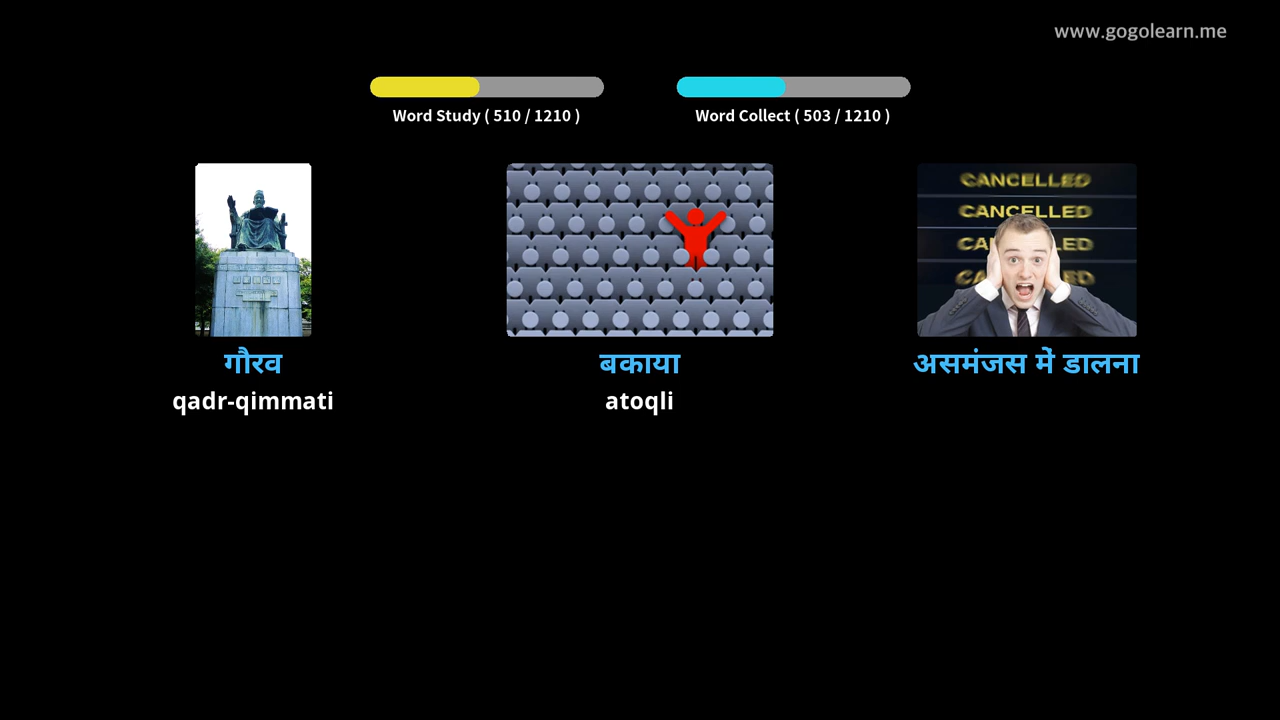 www.gogolearn.me
Word Study ( 510 / 1210 )
Word Collect ( 503 / 1210 )
CANCELLED
CANCELLED
गौरव
बकाया
असमंजस में डालना
qadr-qimmati
atoqli